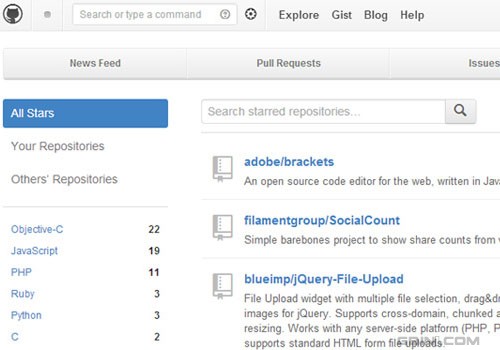 Search or type a command
Explore Gist Blog Help
News Feed Pull Requests Issues
All Stars
Your Repositories
Others' Repositories
Objective-C 22
JavaScript 19
PHP 11
Ruby 3
Python 3
C 2
Search starred repositories...
adobe/brackets
An open source code editor for the web, written in Jav
filamentgroup/SocialCount
Simple barebones project to show share counts from v
blueimp/jQuery-File-Upload
File Upload widget with multiple file selection, drag&d
images for jQuery. Supports cross-domain, chunked a
resizing. Works with any server-side platform (PHP, P
supports standard HTML form file uploads